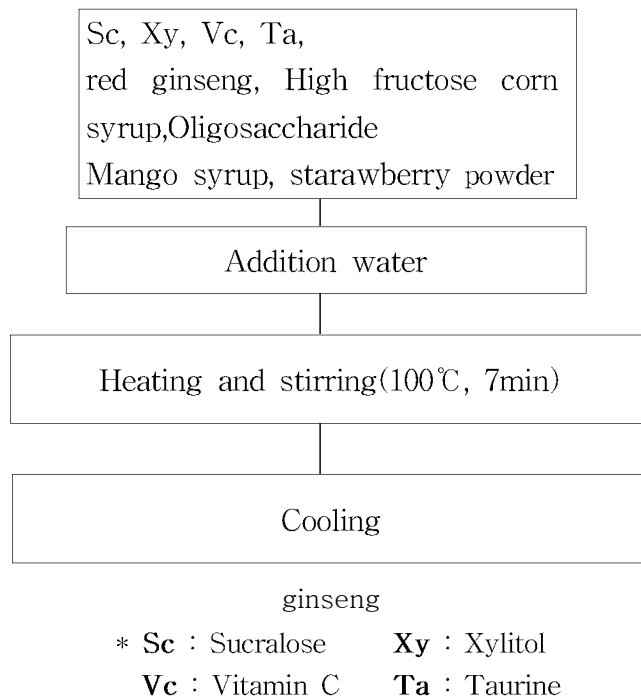 Sc, Xy, Vc, Ta,
red ginseng, High fructose corn
syrup,Oligosaccharide
Mango syrup, starawberry powder
Addition water
Heating and stirring(100℃, 7min)
Cooling
ginseng
* Sc : Sucralose Xy : Xylitol
Vc : Vitamin C Ta : Taurine